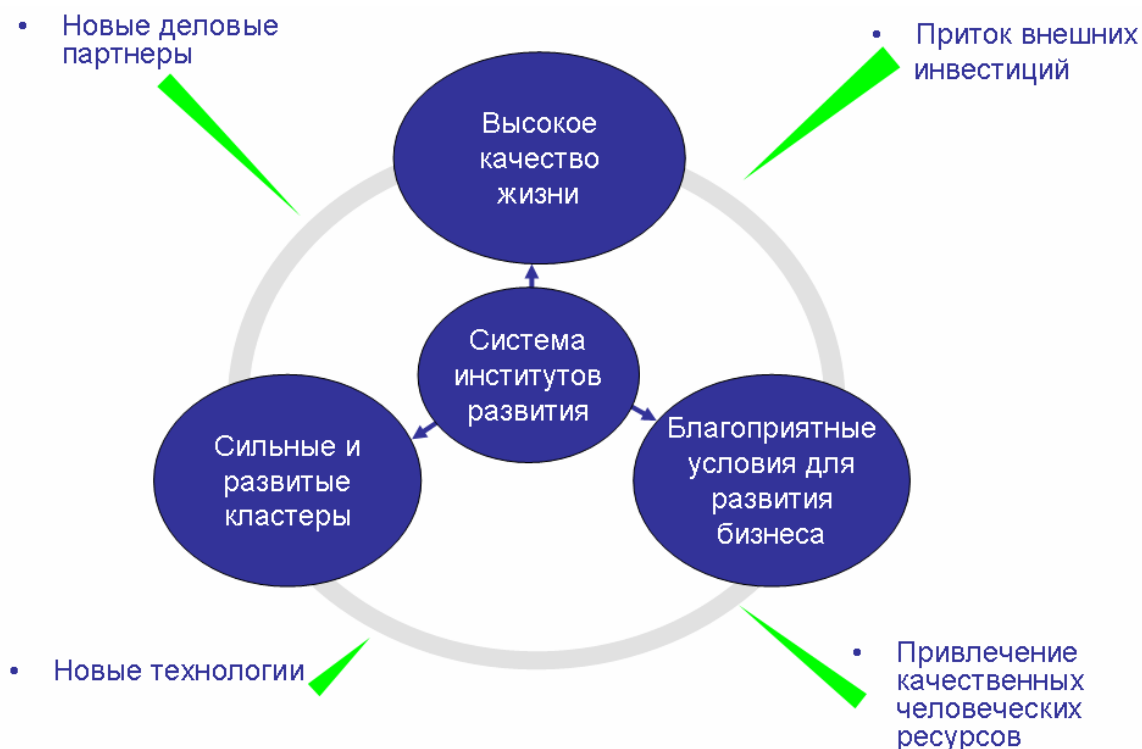 • Новые деловые
партнеры
• Приток внешних
инвестиций
Высокое
качество
жизни
Система
институтов
развития
Сильные и
развитые
кластеры
Благоприятные
условия для
развития
бизнеса
• Новые технологии
• Привлечение
качественных
человеческих
ресурсов